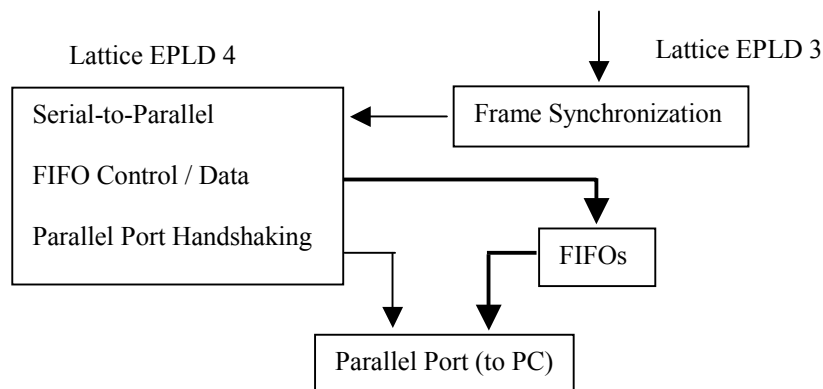 Lattice EPLD 4
Lattice EPLD 3
Serial-to-Parallel
Frame Synchronization
FIFO Control / Data
Parallel Port Handshaking
FIFOs
Parallel Port (to PC)